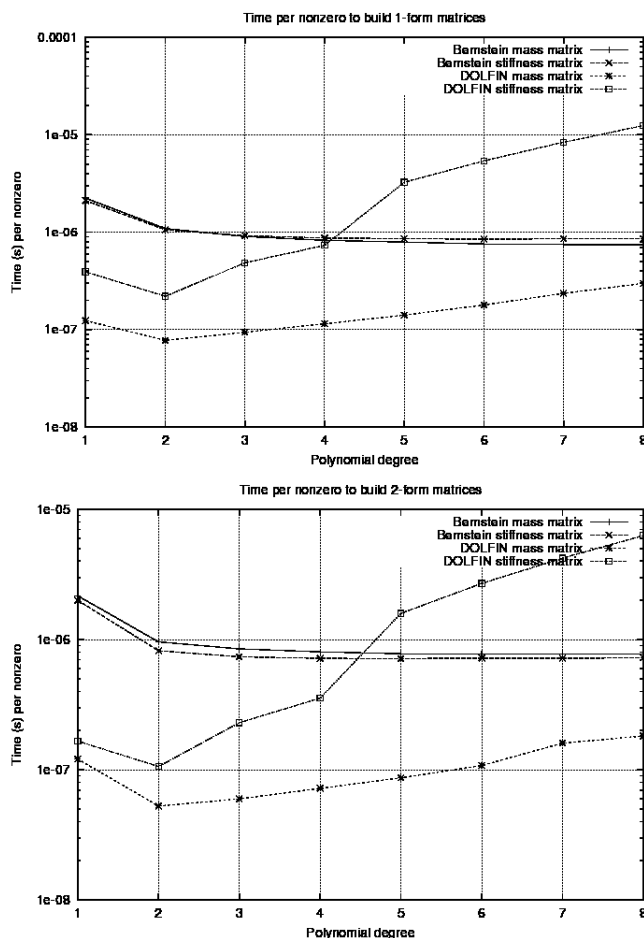 Time per nonzero to build 1-form matrices
0.0001
1e-05
1e-06
1e-07
1e-08
Time (s) per nonzero
Bernstein mass matrix
Bernstein stiffness matrix
DOLFIN mass matrix
DOLFIN stiffness matrix
1 2 3 4 5 6 7 8
Polynomial degree
Time per nonzero to build 2-form matrices
1e-05
1e-06
1e-07
1e-08
Time (s) per nonzero
Bernstein mass matrix
Bernstein stiffness matrix
DOLFIN mass matrix
DOLFIN stiffness matrix
1 2 3 4 5 6 7 8
Polynomial degree